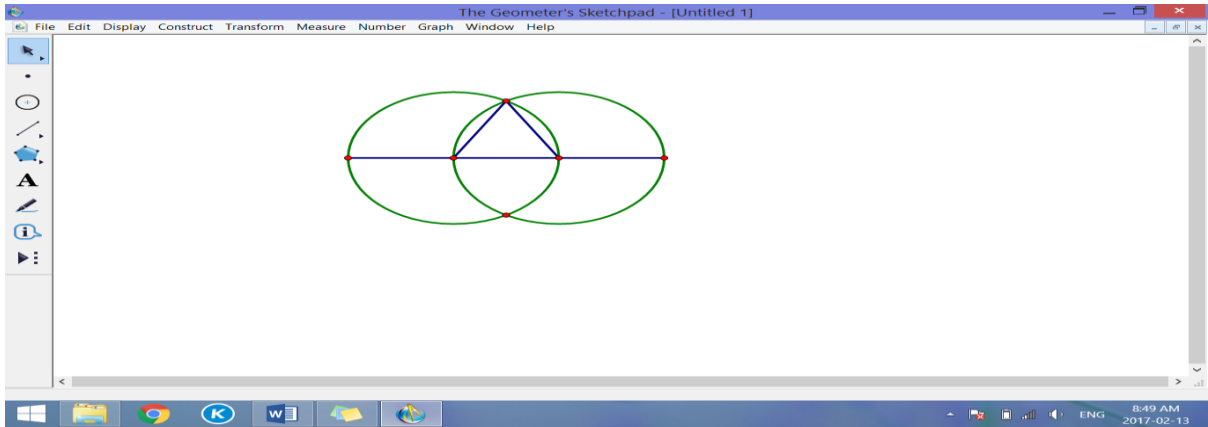 The Geometer's Sketchpad - [Untitled 1]
File Edit Display Construct Transform Measure Number Graph Window Help
A
K
W
ENG
8:49 AM
2017-02-13